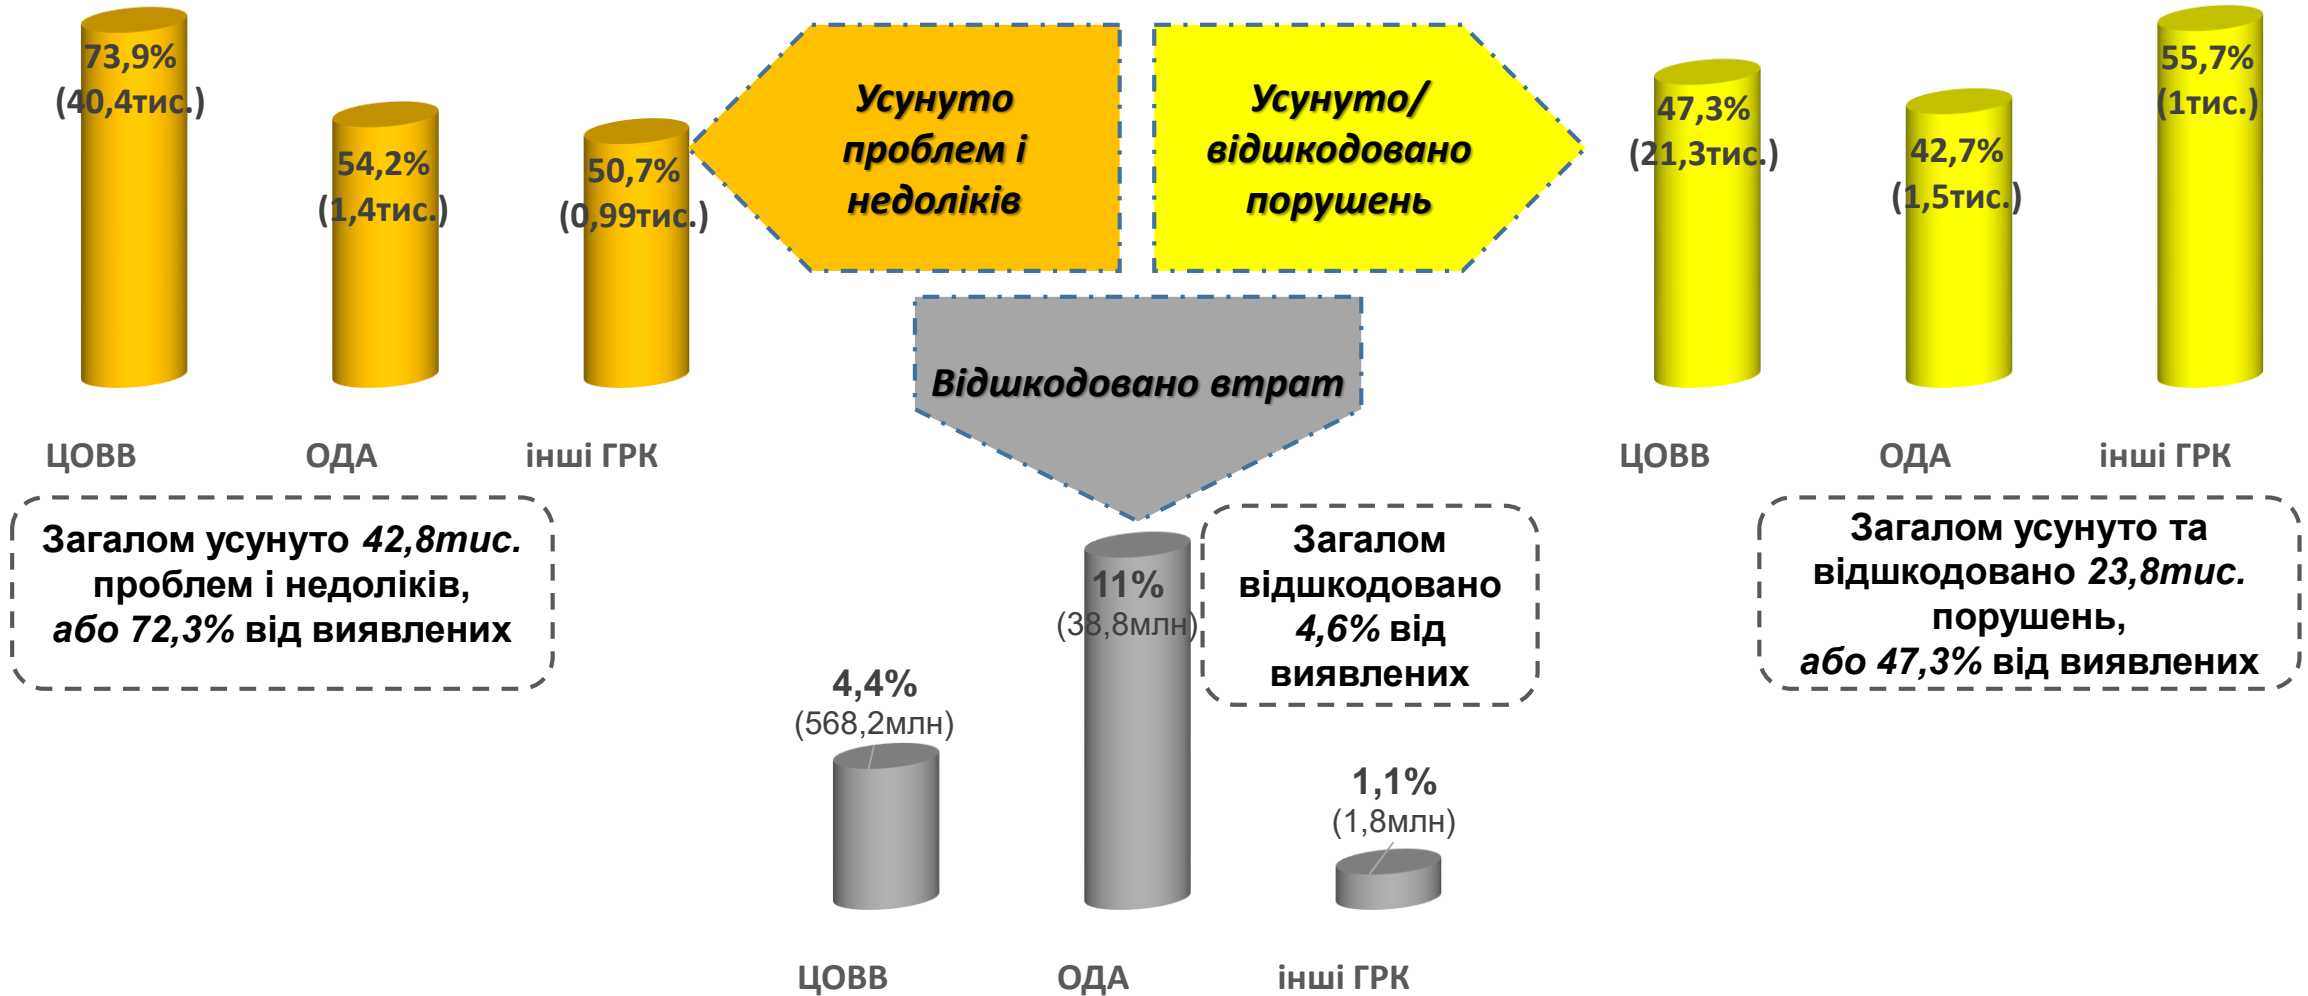 73,9%
(40,4тис.)
54,2%
(1,4тис.)
50,7%
(0,99тис.)
ЦОВВ
ОДА
інші ГРК
Усунуто
проблем і
недоліків
Усунуто/
відшкодовано
порушень
47,3%
(21,3тис.)
42,7%
(1,5тис.)
55,7%
(1тис.)
ЦОВВ
ОДА
інші ГРК
Відшкодовано втрат
Загалом усунуто 42,8тис.
проблем і недоліків,
або 72,3% від виявлених
Загалом
відшкодовано
4,6% від
виявлених
Загалом усунуто та
відшкодовано 23,8тис.
порушень,
або 47,3% від виявлених
4,4%
(568,2млн)
11%
(38,8млн)
1,1%
(1,8млн)
ЦОВВ
ОДА
інші ГРК